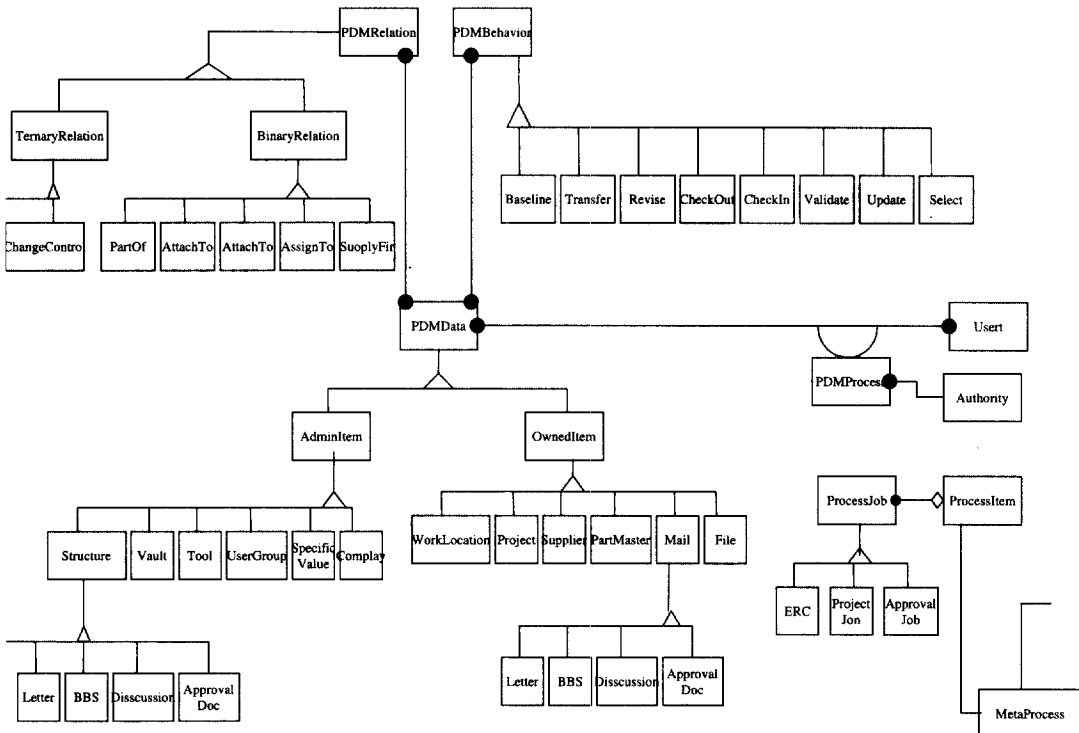 PDMRelation
PDMBehavior
TernaryRelation
BinaryRelation
Baseline
Transfer
Revise
CheckOut
CheckIn
Validate
Update
Select
ChangeContro
PartOf
AttachTo
AttachTo
AssignTo
SuoplyFir
PDMData
Usert
PDMProcess
Authority
AdminItem
OwnedItem
ProcessJob
ProcessItem
Structure
Vault
Tool
UserGroup
Specific
Value
Complay
WorkLocation
Project
Supplier
PartMaster
Mail
File
ERC
Project
Jon
Approval
Job
Letter
BBS
Disscussion
Approval
Doc
Letter
BBS
Disscussion
Approval
Doc
MetaProcess